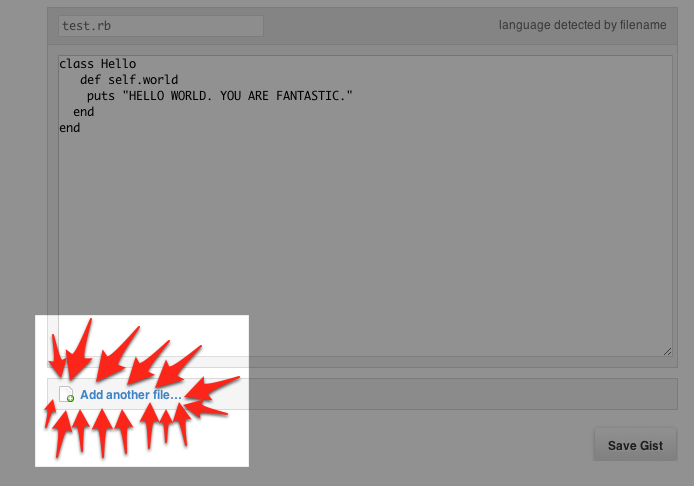 test.rb
language detected by filename
class Hello
   def self.world
    puts "HELLO WORLD. YOU ARE FANTASTIC."
  end
end
Add another file...
Save Gist